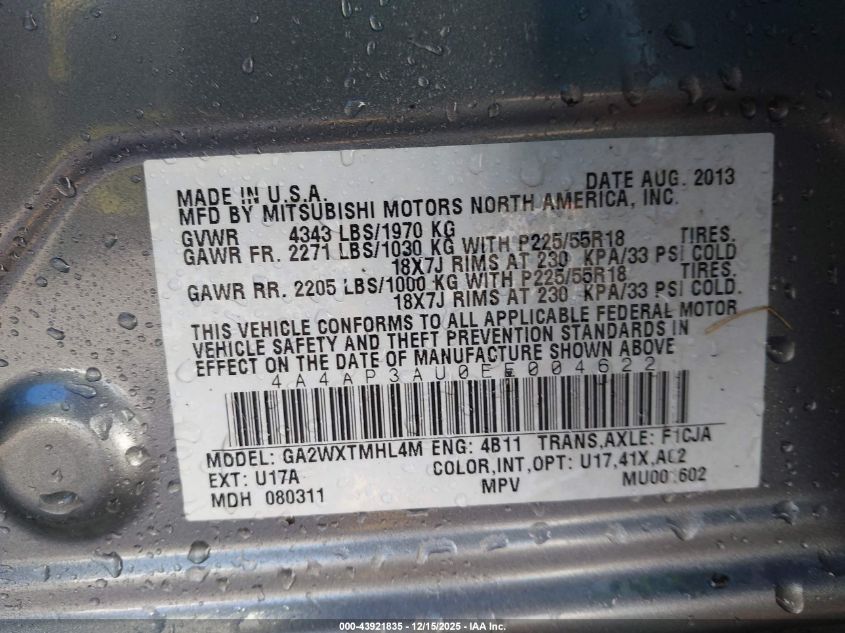 DATE AUG. 2013
MADE IN U.S.A.
MFD BY MITSUBISHI MOTORS NORTH AMERICA, INC.
GVWR 4343 LBS/1970 KG
GAWR FR. 2271 LBS/1030 KG WITH P225/55R18 TIRES,
18X7J RIMS AT 230 KPA/33 PSI COLD
GAWR RR. 2205 LBS/1000 KG WITH P225/55R18 TIRES,
18X7J RIMS AT 230 KPA/33 PSI COLD.
THIS VEHICLE CONFORMS TO ALL APPLICABLE FEDERAL MOTOR
VEHICLE SAFETY AND THEFT PREVENTION STANDARDS IN
EFFECT ON THE DATE OF MANUFACTURE SHOWN ABOVE
4A4AP3AU0EE004622
MODEL: GA2WXTMHL4M ENG: 4B11 TRANS,AXLE: F1CJA
EXT: U17A COLOR,INT,OPT: U17,41X,
MDH 080311 MPV
000-43921835 - 12/15/2025 - IAA Inc.